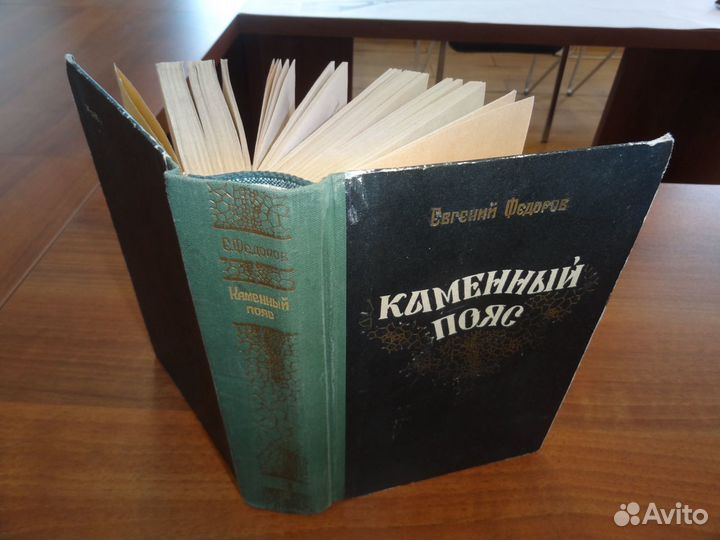 Евгений Федоров
КАМЕННЫЙ
ПОЯС
Е. Федоров
Каменный
пояс
Avito